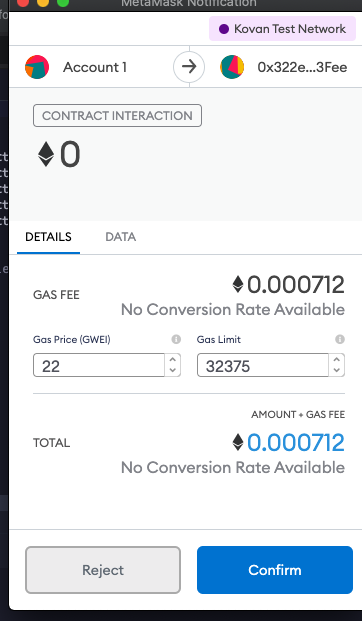 MetaMask Notification
Kovan Test Network
Account 1
0x322e...3Fee
CONTRACT INTERACTION
0
DETAILS
DATA
GAS FEE
0.000712
No Conversion Rate Available
Gas Price (GWEI)
Gas Limit
22
32375
AMOUNT + GAS FEE
TOTAL
0.000712
No Conversion Rate Available
Reject
Confirm